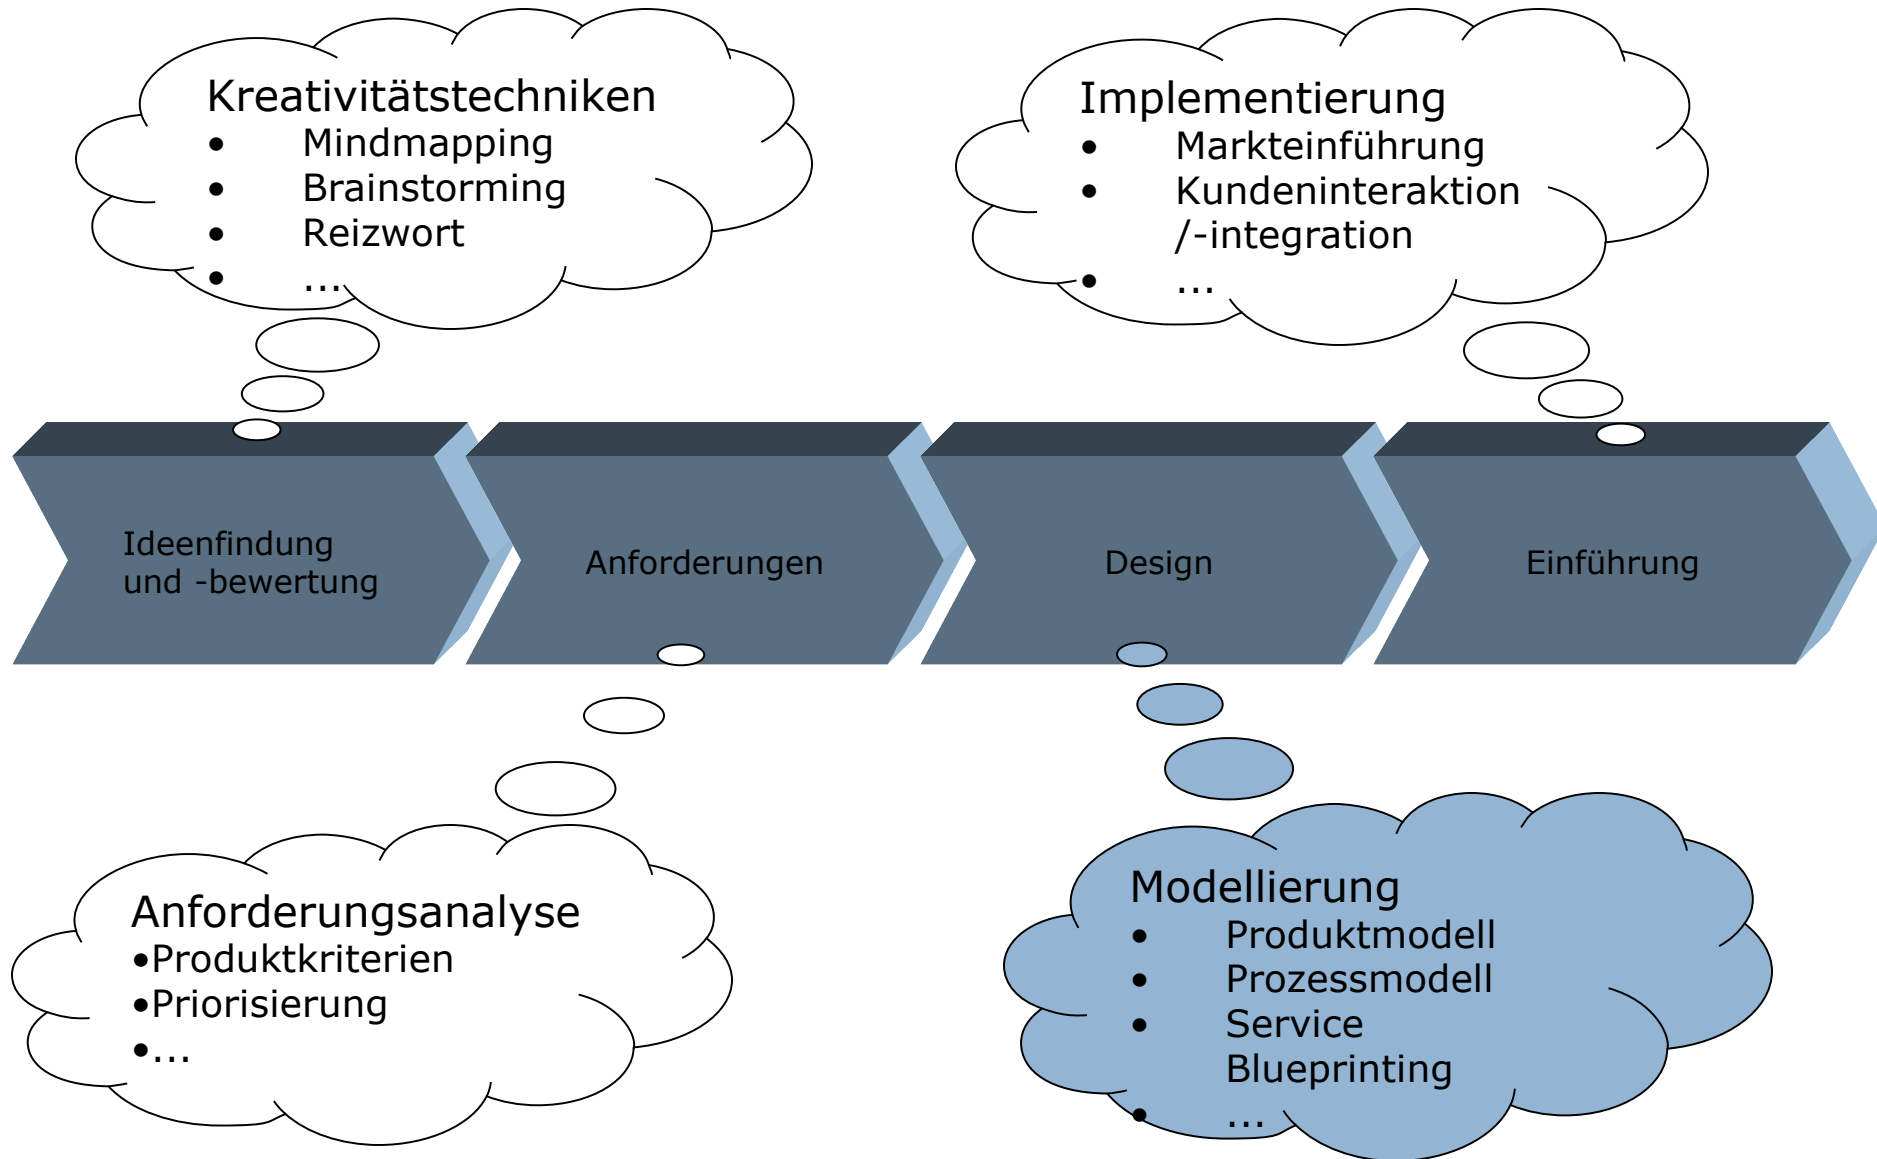 Kreativitätstechniken
• Mindmapping
• Brainstorming
• Reizwort
• ...
Implementierung
• Markteinführung
• Kundeninteraktion
/-integration
• ...
Ideenfindung
und -bewertung
Anforderungen
Design
Einführung
Anforderungsanalyse
•Produktkriterien
•Priorisierung
•...
Modellierung
• Produktmodell
• Prozessmodell
• Service
Blueprinting
• ...